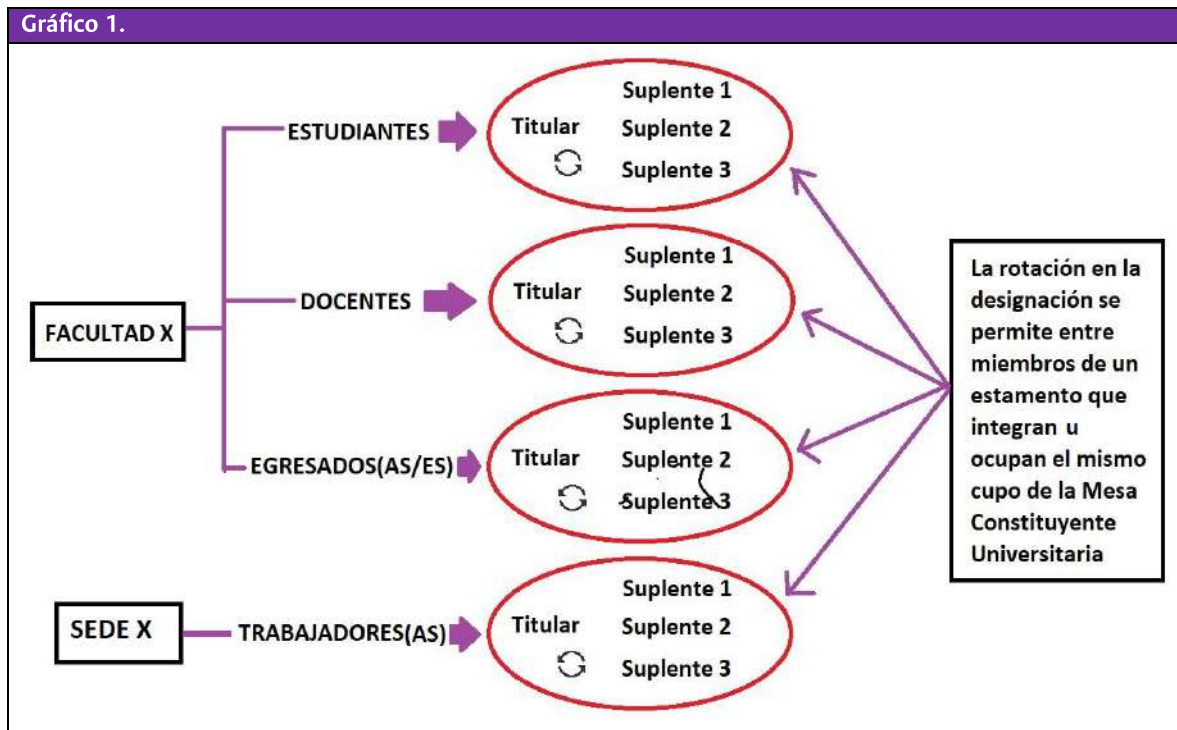 Gráfico 1.
ESTUDIANTES
Titular
Suplente 1
Suplente 2
Suplente 3
FACULTAD X
DOCENTES
Titular
Suplente 1
Suplente 2
Suplente 3
EGRESADOS(AS/ES)
Titular
Suplente 1
Suplente 2
Suplente 3
SEDE X
TRABAJADORES(AS)
Titular
Suplente 1
Suplente 2
Suplente 3
La rotación en la
designación se
permite entre
miembros de un
estamento que
integran u
ocupan el mismo
cupo de la Mesa
Constituyente
Universitaria